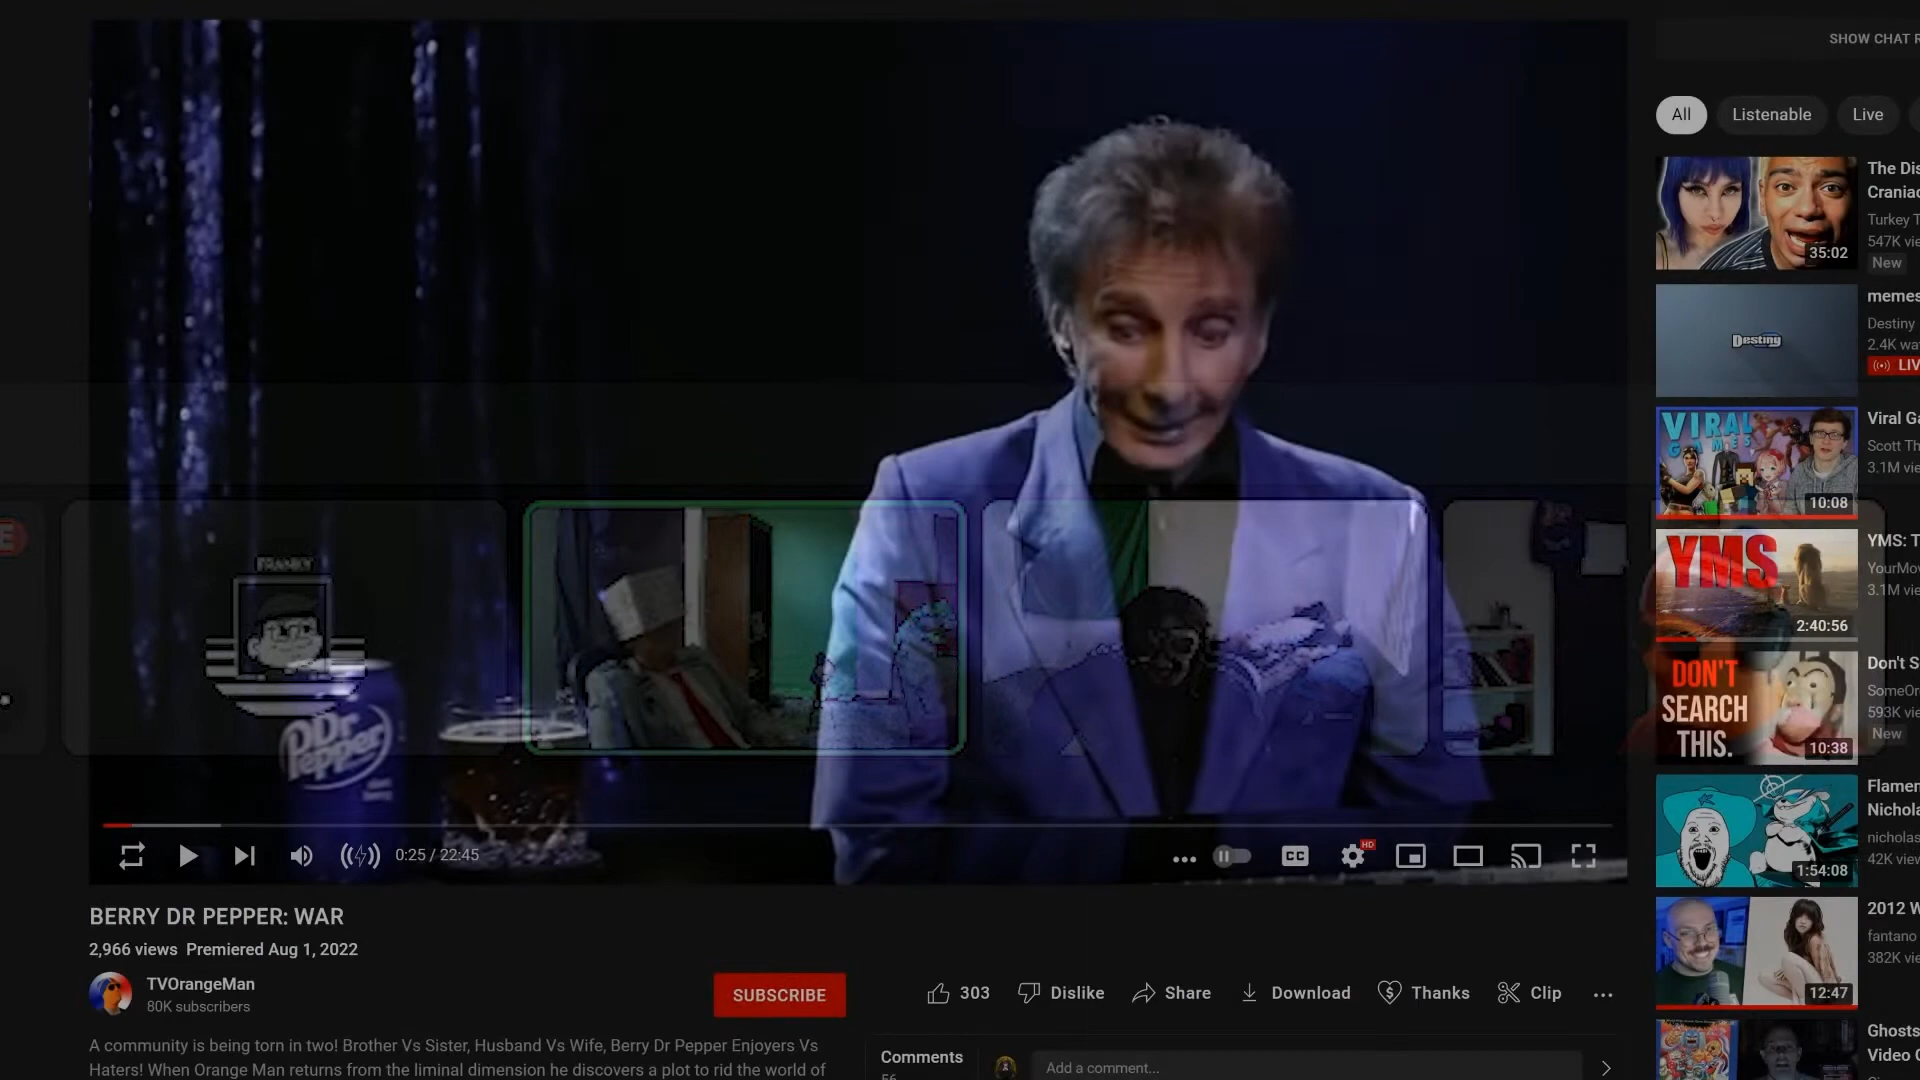 SHOW CHAT R
All
Listenable
Live
35:02
The Dis
Craniac
Turkey T
547K vie
New
Destiny
memes
Destiny
2.4K wa
LIV
VIRAL
GAMES
10:08
Viral Ga
Scott Th
3.1M vie
YMS
2:40:56
YMS: T
YourMov
3.1M vie
DON'T
SEARCH
THIS.
10:38
Don't S
SomeOr
593K vie
New
1:54:08
Flamen
Nichola
nicholas
42K view
12:47
2012 W
fantano
382K vie
Ghosts
Video C
FRANKY
Dr
Pepper
0:25 / 22:45
CC
HD
BERRY DR PEPPER: WAR
2,966 views Premiered Aug 1, 2022
TVOrangeMan
80K subscribers
SUBSCRIBE
303
Dislike
Share
Download
Thanks
Clip
A community is being torn in two! Brother Vs Sister, Husband Vs Wife, Berry Dr Pepper Enjoyers Vs
Haters! When Orange Man returns from the liminal dimension he discovers a plot to rid the world of
Comments
Add a comment...